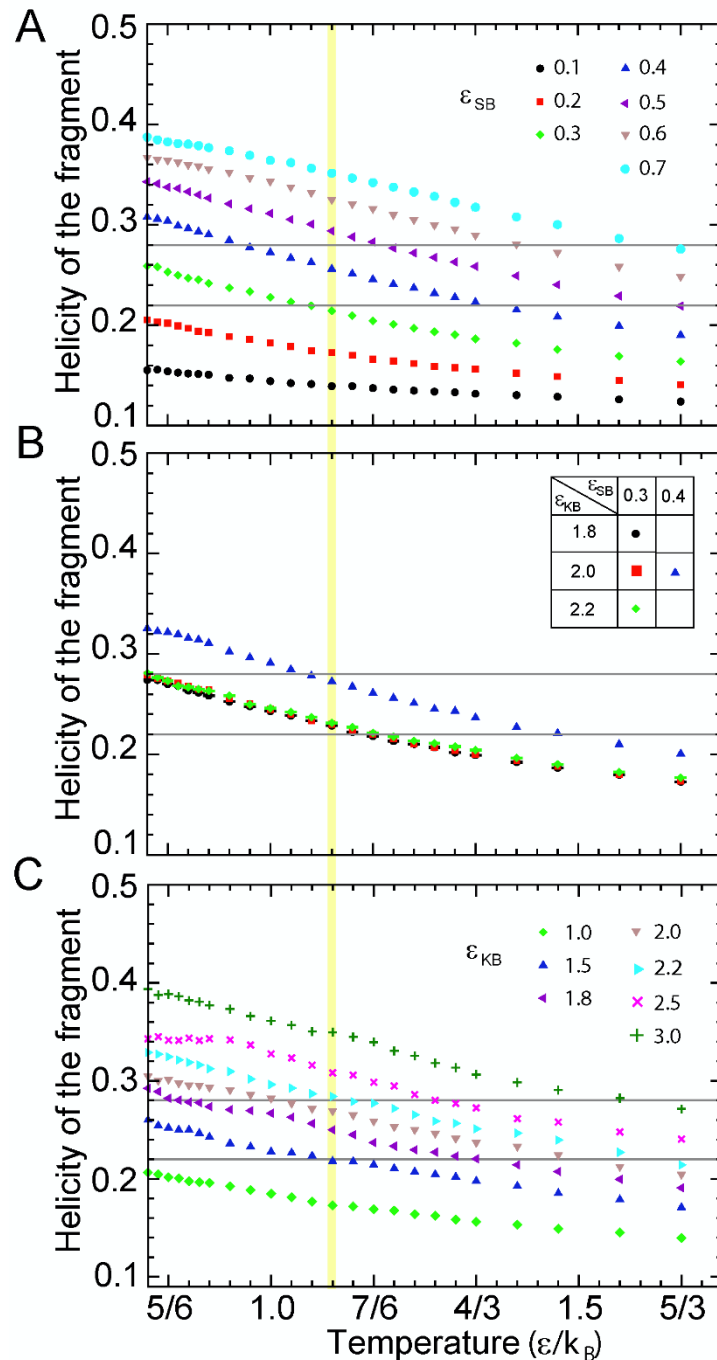 A
0.5
0.4
0.3
0.2
0.1
Helicity of the fragment
εSB
0.1
0.2
0.3
0.4
0.5
0.6
0.7
B
0.5
0.4
0.3
0.2
0.1
Helicity of the fragment
εKB εSB 0.3 0.4
1.8
2.0
2.2
C
0.5
0.4
0.3
0.2
0.1
Helicity of the fragment
εKB
1.0
1.5
1.8
2.0
2.2
2.5
3.0
5/6 1.0 7/6 4/3 1.5 5/3
Temperature (ε/kB)